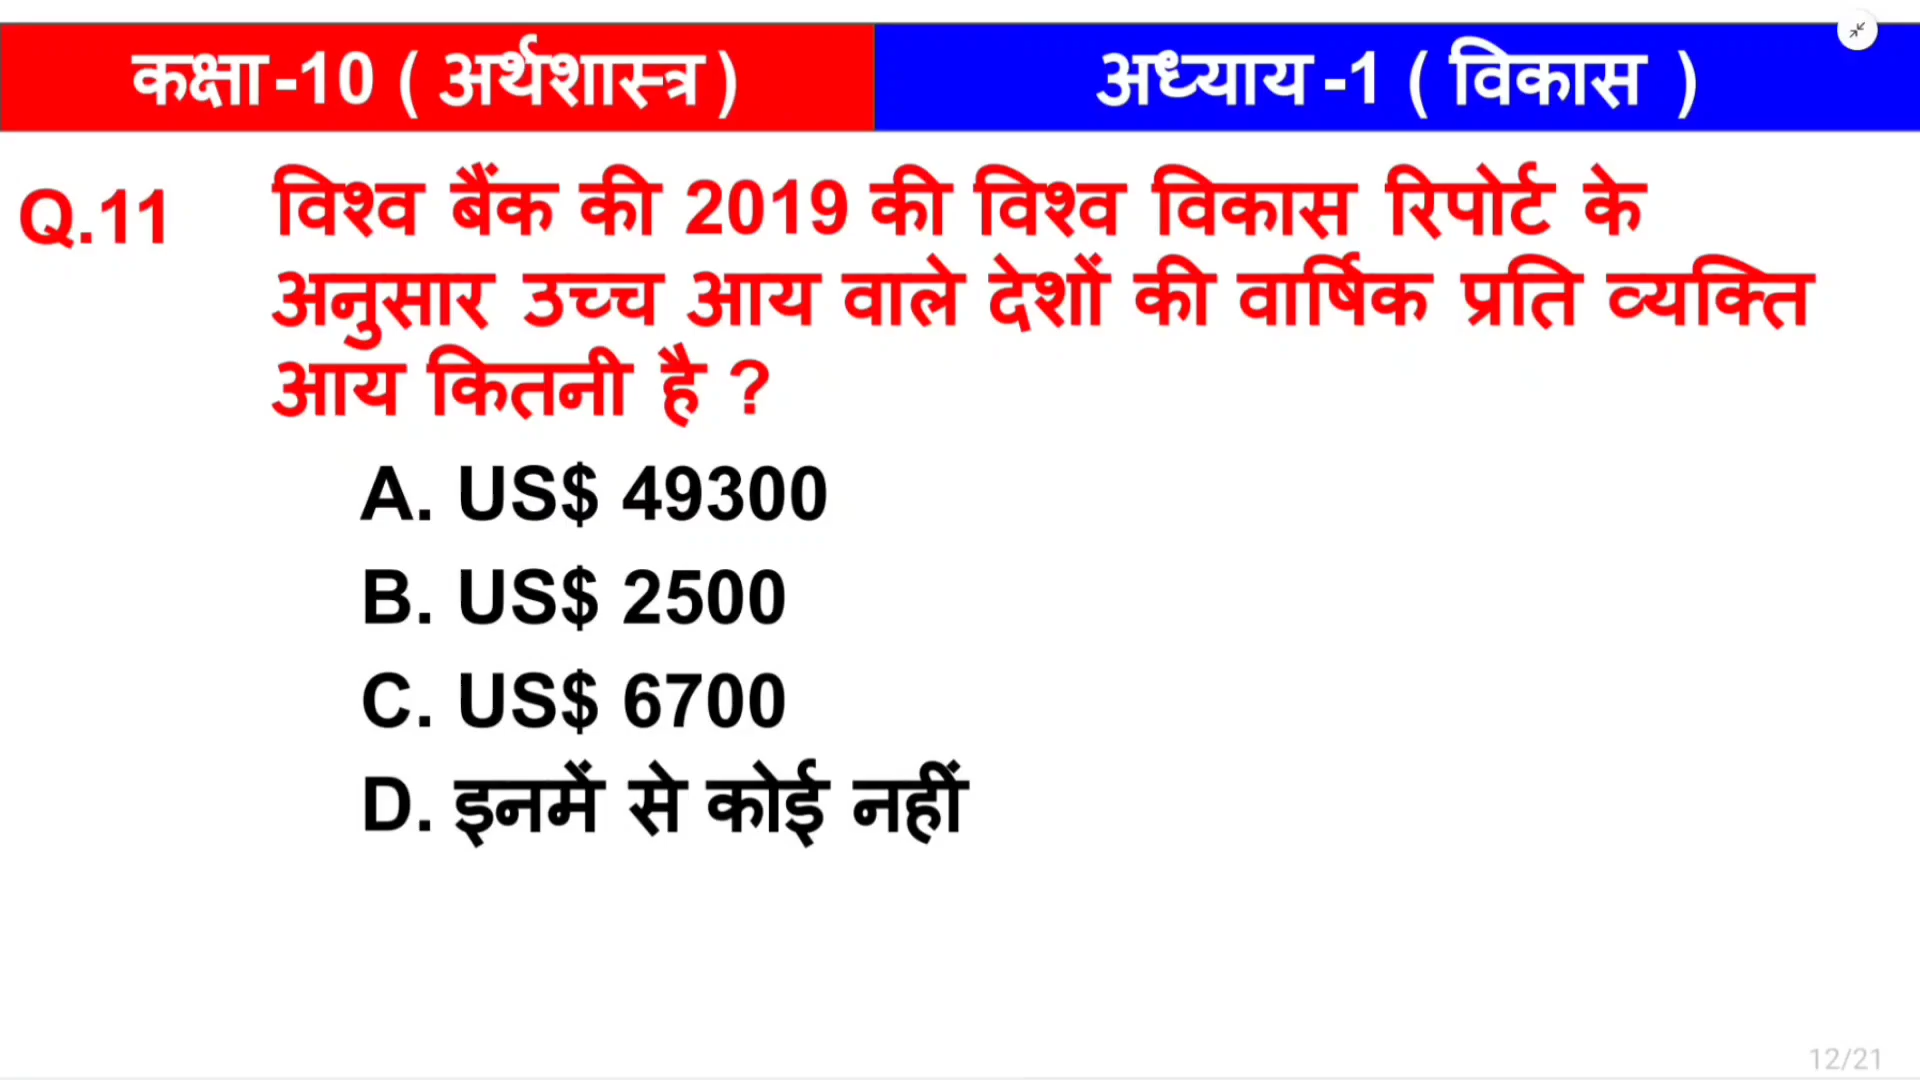 कक्षा-10 ( अर्थशास्त्र )
अध्याय -1 ( विकास )
Q.11 विश्व बैंक की 2019 की विश्व विकास रिपोर्ट के
अनुसार उच्च आय वाले देशों की वार्षिक प्रति व्यक्ति
आय कितनी है ?
A. US$ 49300
B. US$ 2500
C. US$ 6700
D. इनमें से कोई नहीं
12/21